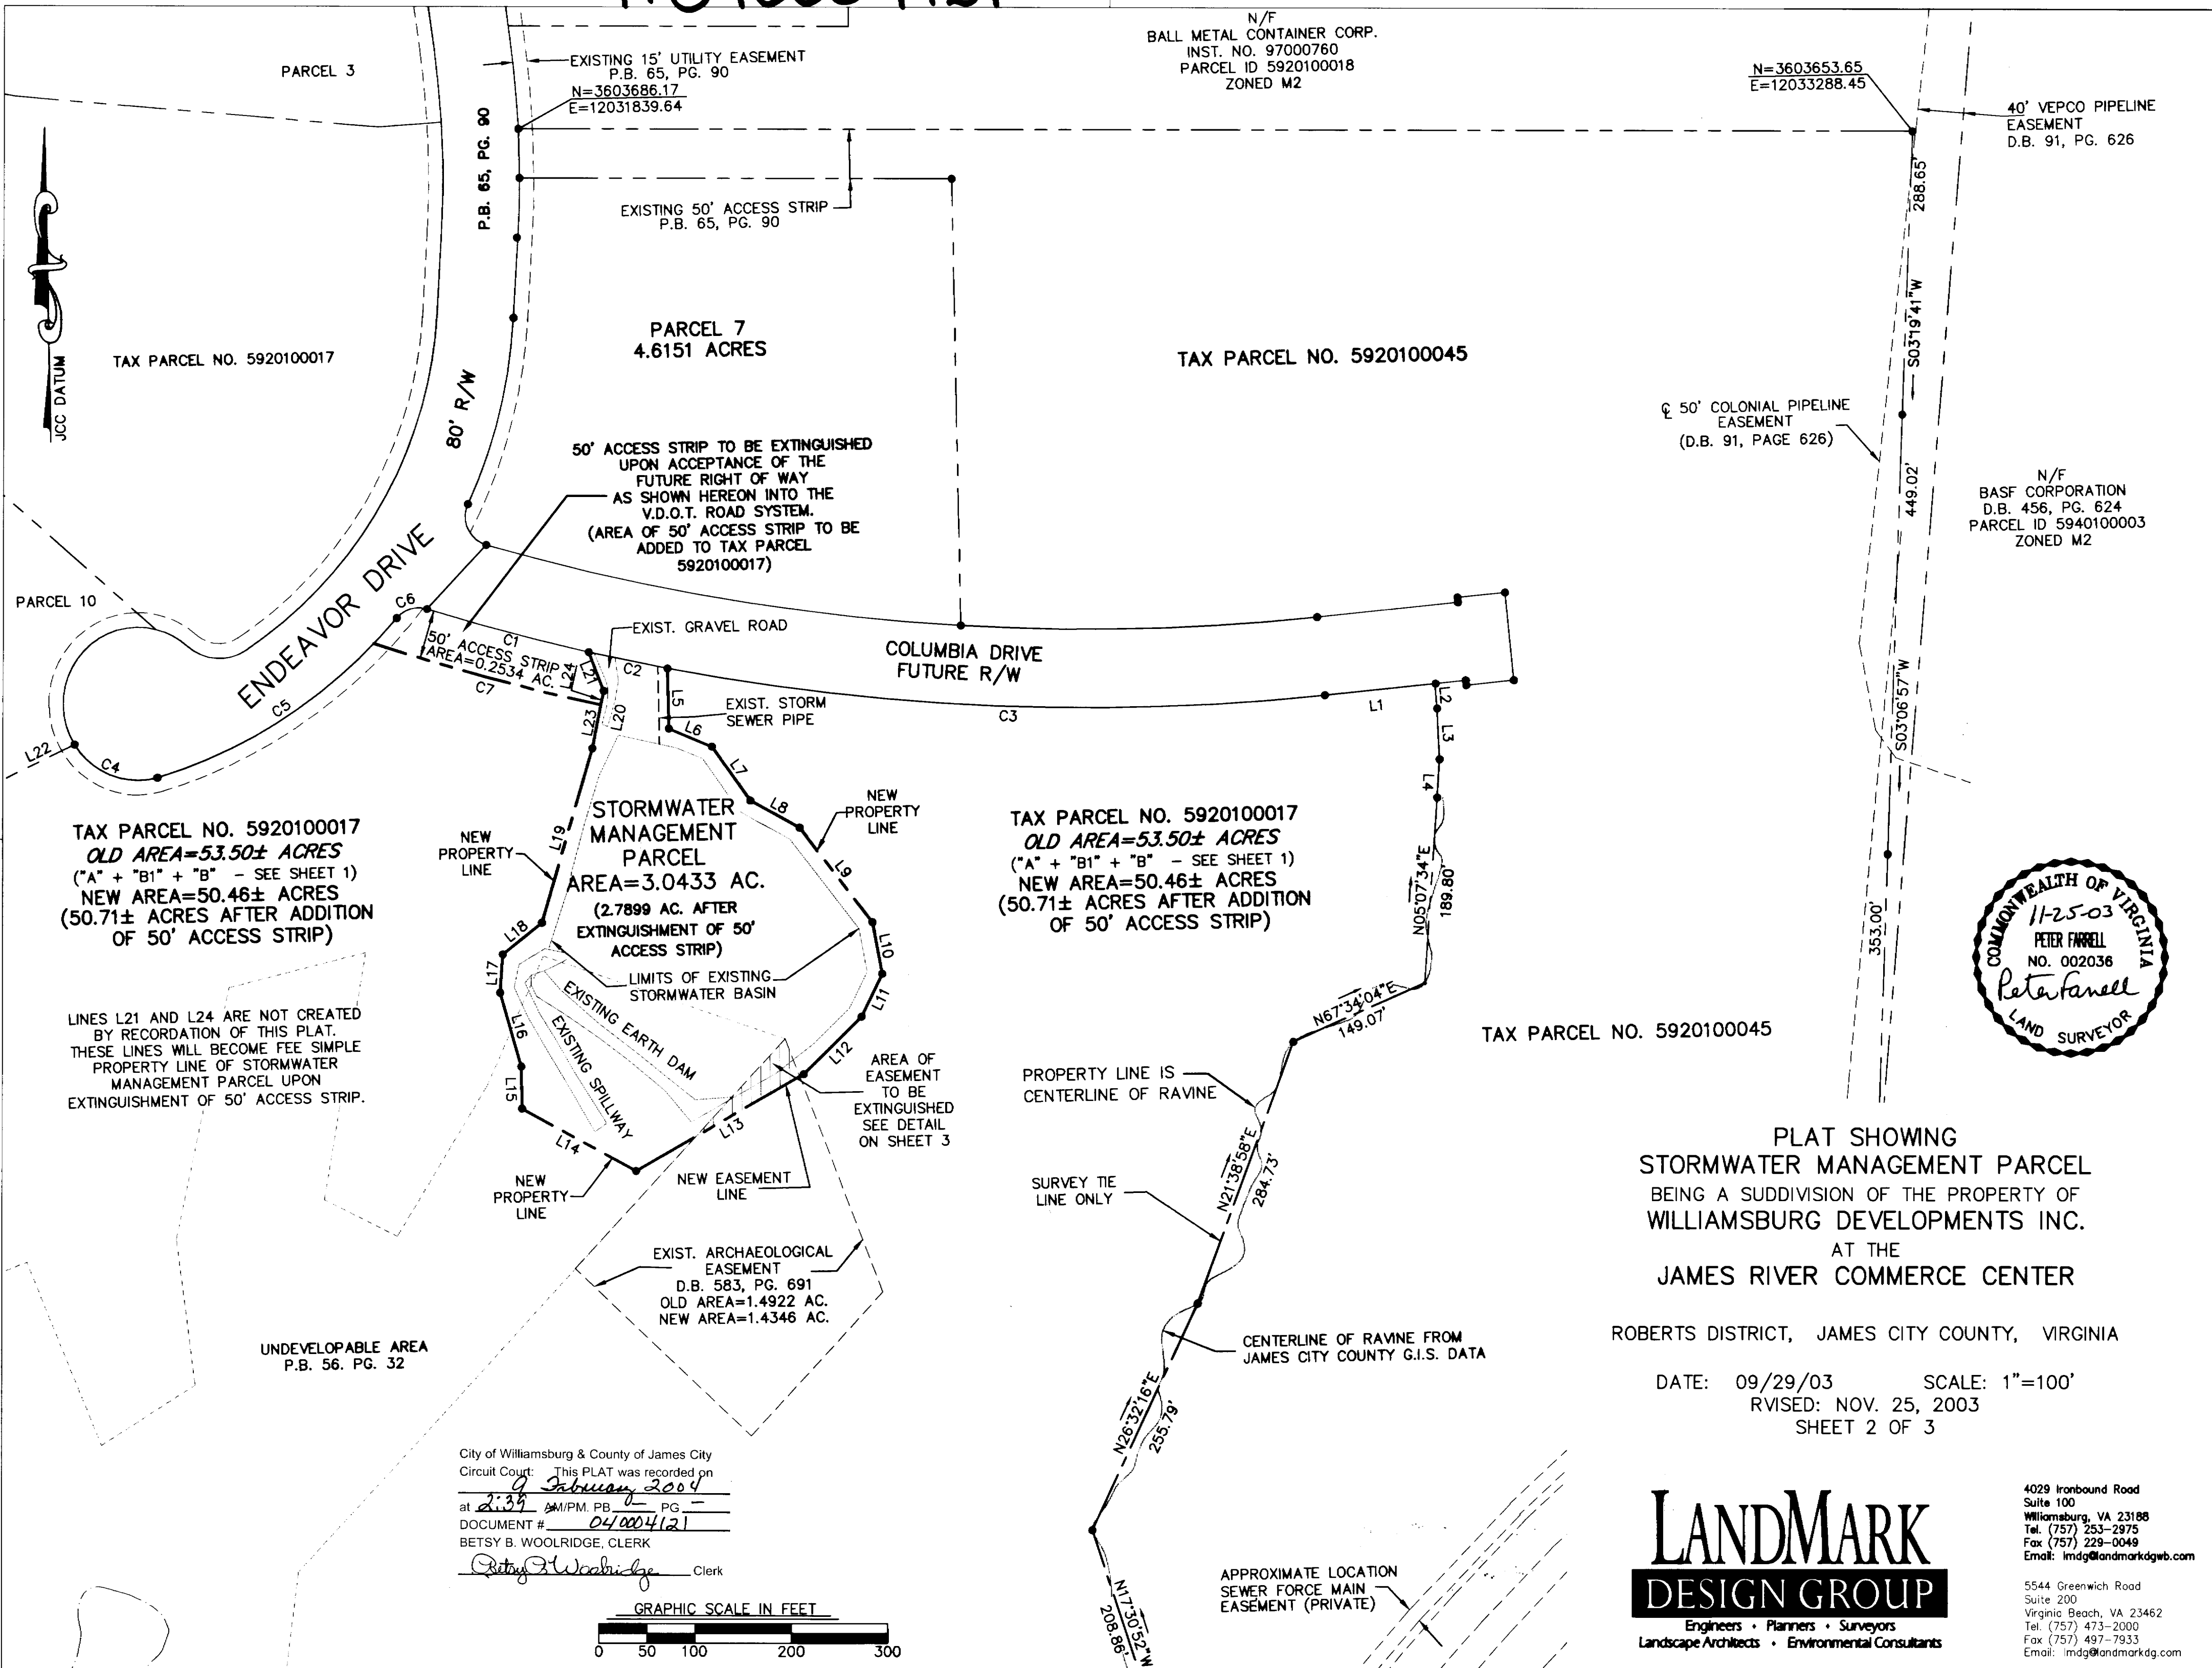 N/F
BALL METAL CONTAINER CORP.
INST. NO. 97000760
PARCEL ID 5920100018
ZONED M2
PARCEL 3
EXISTING 15' UTILITY EASEMENT
P.B. 65, PG. 90
N=3603686.17
E=12031839.64
N=3603653.65
E=12033288.45
40' VEPCO PIPELINE
EASEMENT
D.B. 91, PG. 626
P.B. 65, PG. 90
288.65'
EXISTING 50' ACCESS STRIP
P.B. 65, PG. 90
JCC DATUM
TAX PARCEL NO. 5920100017
PARCEL 7
4.6151 ACRES
TAX PARCEL NO. 5920100045
S03°19'41"W
449.02'
80' R/W
℄ 50' COLONIAL PIPELINE
EASEMENT
(D.B. 91, PAGE 626)
50' ACCESS STRIP TO BE EXTINGUISHED
UPON ACCEPTANCE OF THE
FUTURE RIGHT OF WAY
AS SHOWN HEREON INTO THE
V.D.O.T. ROAD SYSTEM.
(AREA OF 50' ACCESS STRIP TO BE
ADDED TO TAX PARCEL
5920100017)
N/F
BASF CORPORATION
D.B. 456, PG. 624
PARCEL ID 5940100003
ZONED M2
PARCEL 10
ENDEAVOR DRIVE
C6
C1
50' ACCESS STRIP
AREA=0.2534 AC.
C7
L24
L21
C2
EXIST. GRAVEL ROAD
COLUMBIA DRIVE
FUTURE R/W
C5
L23
L20
L5
EXIST. STORM
SEWER PIPE
L6
C3
L1
L2
L3
L4
S03°06'57"W
353.00'
L22
C4
L7
L8
L9
TAX PARCEL NO. 5920100017
OLD AREA=53.50± ACRES
("A" + "B1" + "B" - SEE SHEET 1)
NEW AREA=50.46± ACRES
(50.71± ACRES AFTER ADDITION
OF 50' ACCESS STRIP)
NEW
PROPERTY
LINE
L19
STORMWATER
MANAGEMENT
PARCEL
AREA=3.0433 AC.
(2.7899 AC. AFTER
EXTINGUISHMENT OF 50'
ACCESS STRIP)
NEW
PROPERTY
LINE
TAX PARCEL NO. 5920100017
OLD AREA=53.50± ACRES
("A" + "B1" + "B" - SEE SHEET 1)
NEW AREA=50.46± ACRES
(50.71± ACRES AFTER ADDITION
OF 50' ACCESS STRIP)
N05°07'34"E
189.80'
COMMONWEALTH OF VIRGINIA
11-25-03
PETER FARRELL
NO. 002036
Peter Farrell
LAND SURVEYOR
L18
L17
L10
L11
L16
L12
L15
L13
L14
LIMITS OF EXISTING
STORMWATER BASIN
EXISTING EARTH DAM
EXISTING SPILLWAY
LINES L21 AND L24 ARE NOT CREATED
BY RECORDATION OF THIS PLAT.
THESE LINES WILL BECOME FEE SIMPLE
PROPERTY LINE OF STORMWATER
MANAGEMENT PARCEL UPON
EXTINGUISHMENT OF 50' ACCESS STRIP.
AREA OF
EASEMENT
TO BE
EXTINGUISHED
SEE DETAIL
ON SHEET 3
N67°34'04"E
149.07'
TAX PARCEL NO. 5920100045
PROPERTY LINE IS
CENTERLINE OF RAVINE
NEW
PROPERTY
LINE
NEW EASEMENT
LINE
SURVEY TIE
LINE ONLY
N21°38'58"E
284.73'
EXIST. ARCHAEOLOGICAL
EASEMENT
D.B. 583, PG. 691
OLD AREA=1.4922 AC.
NEW AREA=1.4346 AC.
UNDEVELOPABLE AREA
P.B. 56. PG. 32
CENTERLINE OF RAVINE FROM
JAMES CITY COUNTY G.I.S. DATA
N26°32'16"E
255.79'
N17°30'52"W
208.86'
APPROXIMATE LOCATION
SEWER FORCE MAIN
EASEMENT (PRIVATE)
PLAT SHOWING
STORMWATER MANAGEMENT PARCEL
BEING A SUDDIVISION OF THE PROPERTY OF
WILLIAMSBURG DEVELOPMENTS INC.
AT THE
JAMES RIVER COMMERCE CENTER
ROBERTS DISTRICT, JAMES CITY COUNTY, VIRGINIA
DATE: 09/29/03 SCALE: 1"=100'
RVISED: NOV. 25, 2003
SHEET 2 OF 3
City of Williamsburg & County of James City
Circuit Court: This PLAT was recorded on
9 February 2004
at 2:39 AM/PM. PB — PG —
DOCUMENT # 040004121
BETSY B. WOOLRIDGE, CLERK
Betsy B Woolridge Clerk
GRAPHIC SCALE IN FEET
0 50 100 200 300
LANDMARK
DESIGN GROUP
Engineers • Planners • Surveyors
Landscape Architects • Environmental Consultants
4029 Ironbound Road
Suite 100
Williamsburg, VA 23188
Tel. (757) 253-2975
Fax (757) 229-0049
Email: lmdg@landmarkdgwb.com
5544 Greenwich Road
Suite 200
Virginia Beach, VA 23462
Tel. (757) 473-2000
Fax (757) 497-7933
Email: lmdg@landmarkdg.com